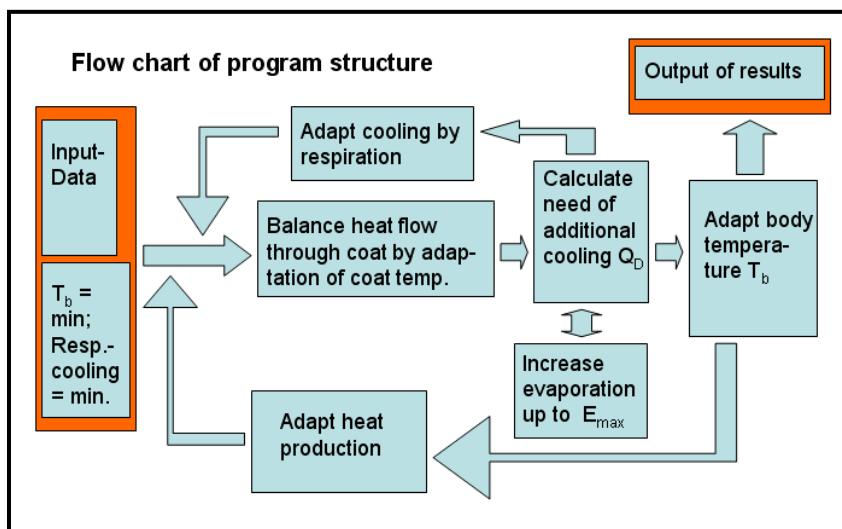 Flow chart of program structure
Output of results
Input-
Data
Adapt cooling by
respiration
Calculate
need of
additional
cooling Q_D
Balance heat flow
through coat by adap-
tation of coat temp.
Adapt body
tempera-
ture T_b
T_b =
min;
Resp.-
cooling
= min.
Increase
evaporation
up to E_max
Adapt heat
production